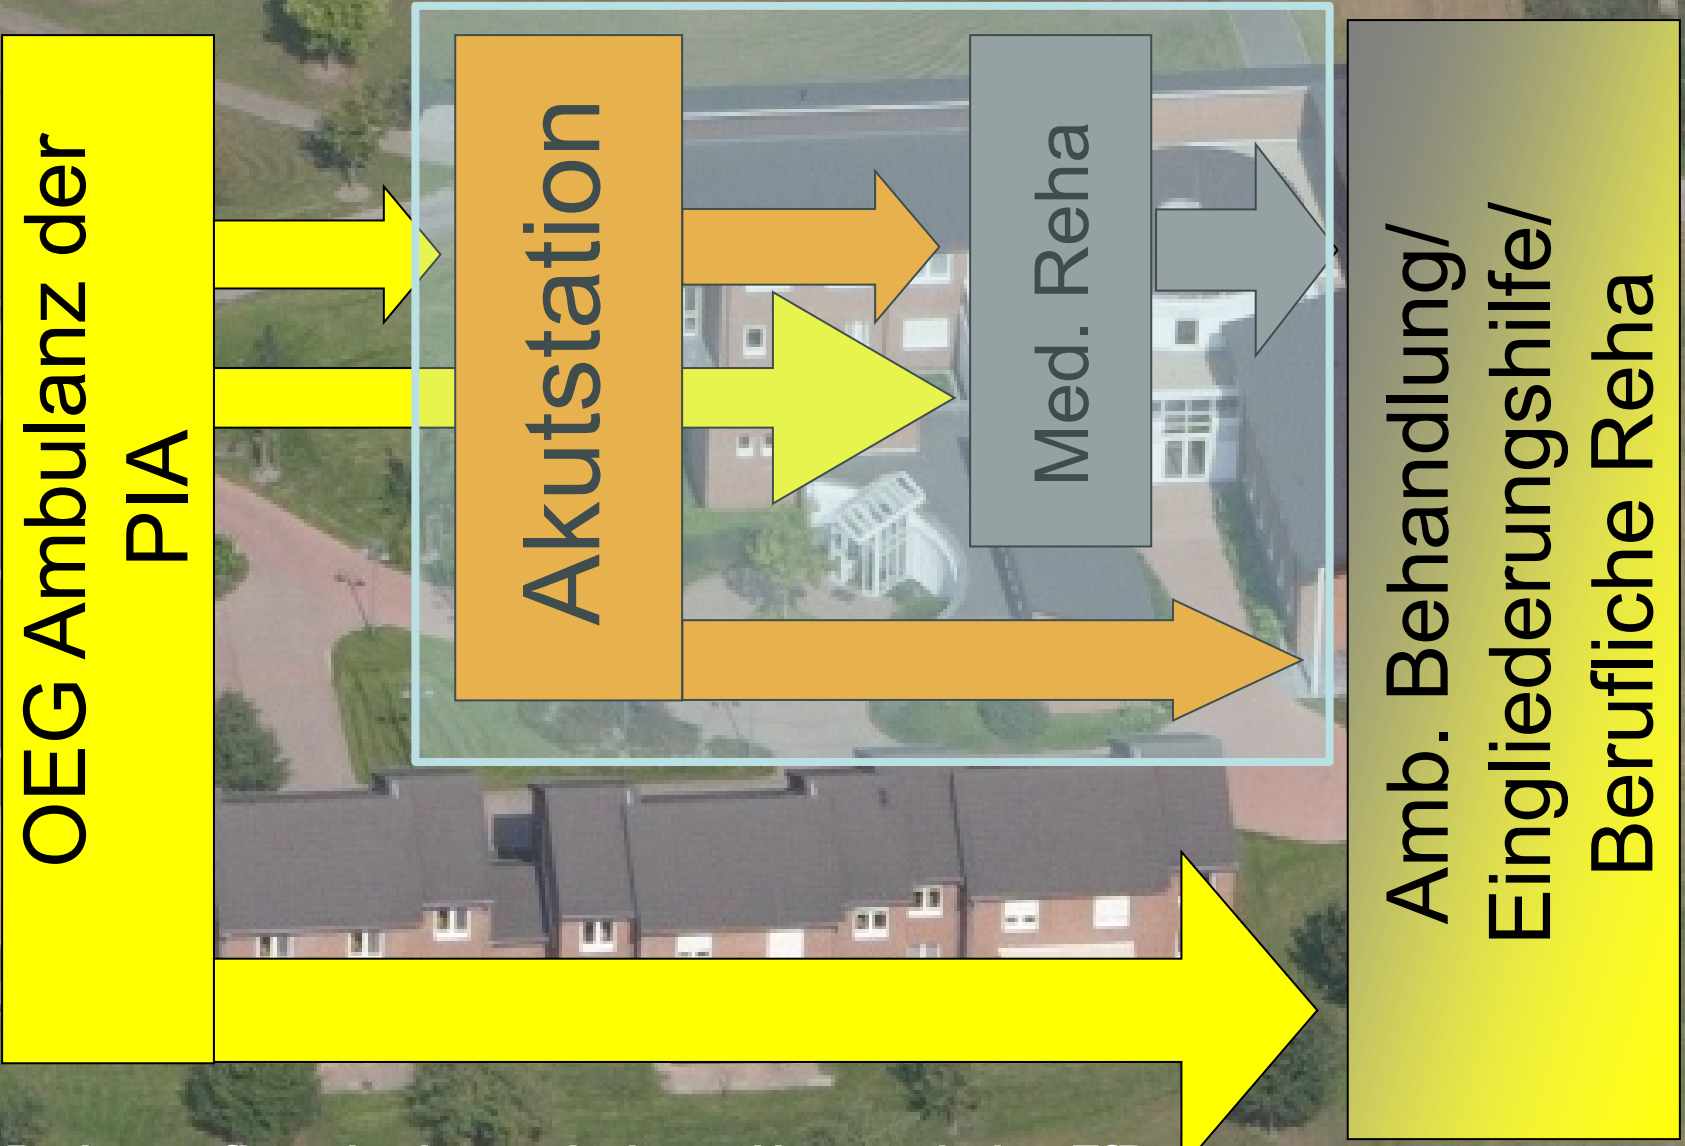 OEG Ambulanz der
PIA
Akutstation
Med. Reha
Amb. Behandlung/
Eingliederungshilfe/
Berufliche Reha